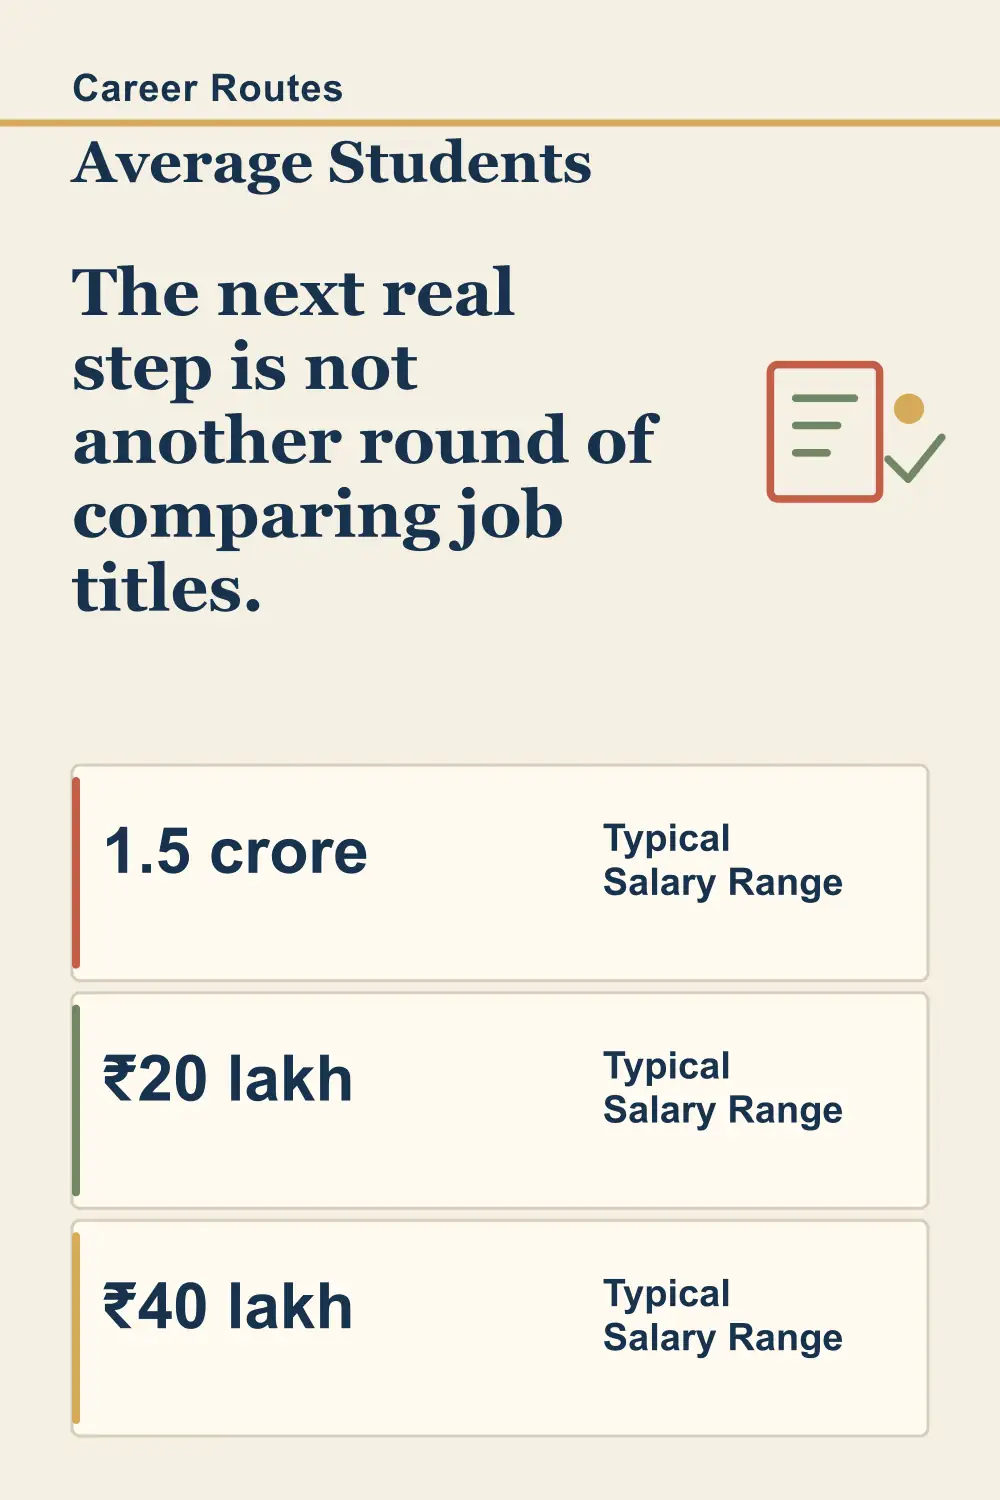 Career Routes
Average Students
The next real
step is not
another round of
comparing job
titles.
1.5 crore
Typical
Salary Range
₹20 lakh
Typical
Salary Range
₹40 lakh
Typical
Salary Range